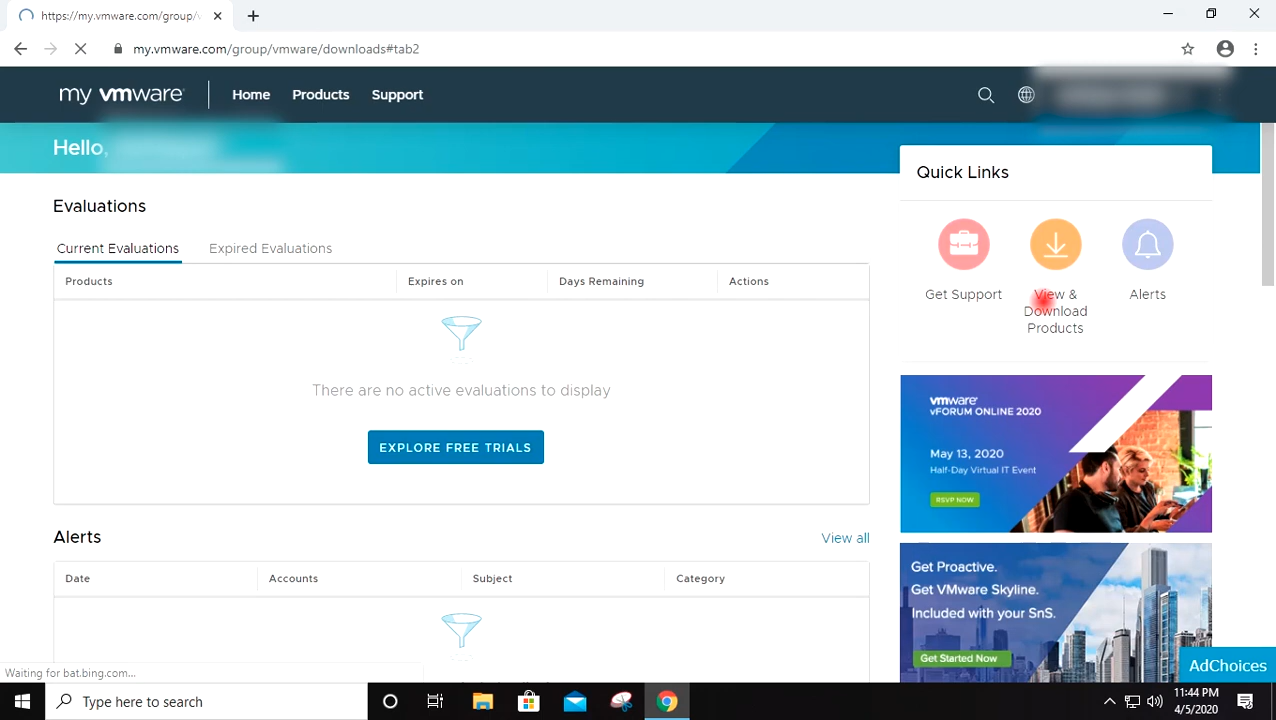 https://my.vmware.com/group/v
my.vmware.com/group/vmware/downloads#tab2
my vmware
Home
Products
Support
Hello,
Quick Links
Get Support
View &
Download
Products
Alerts
Evaluations
Current Evaluations
Expired Evaluations
Products
Expires on
Days Remaining
Actions
There are no active evaluations to display
EXPLORE FREE TRIALS
vmware
vFORUM ONLINE 2020
May 13, 2020
Half-Day Virtual IT Event
RSVP NOW
Alerts
View all
Date
Accounts
Subject
Category
Get Proactive.
Get VMware Skyline.
Included with your SnS.
Get Started Now
AdChoices
Waiting for bat.bing.com...
Type here to search
11:44 PM
4/5/2020